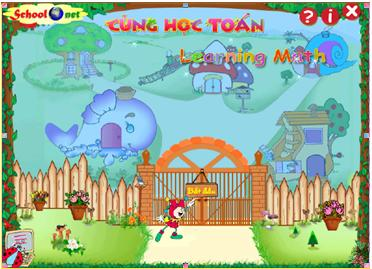 School@net
CÙNG HỌC TOÁN
? i X
Learning Math
Bắt đầu